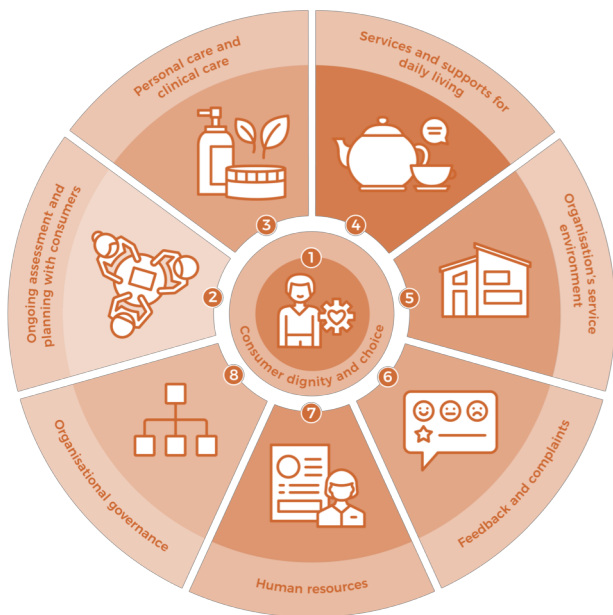 1
Consumer dignity and choice
2
Ongoing assessment and
planning with consumers
3
Personal care and
clinical care
4
Services and supports for
daily living
5
Organisation's service
environment
6
Feedback and complaints
7
Human resources
8
Organisational governance